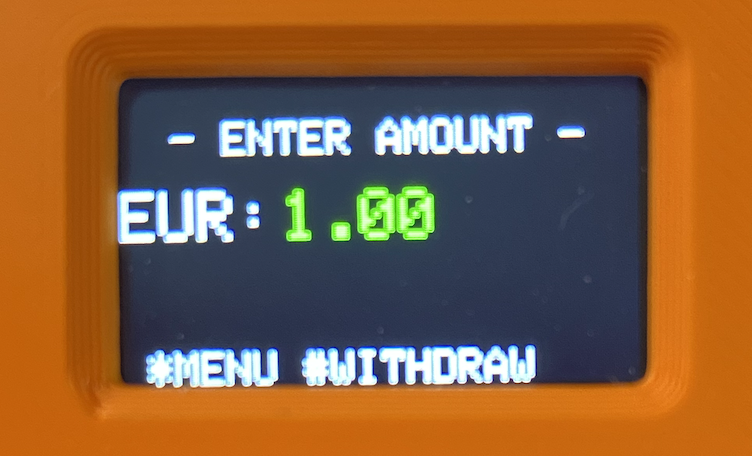 - ENTER AMOUNT -
EUR: 1.00
*MENU #WITHDRAW